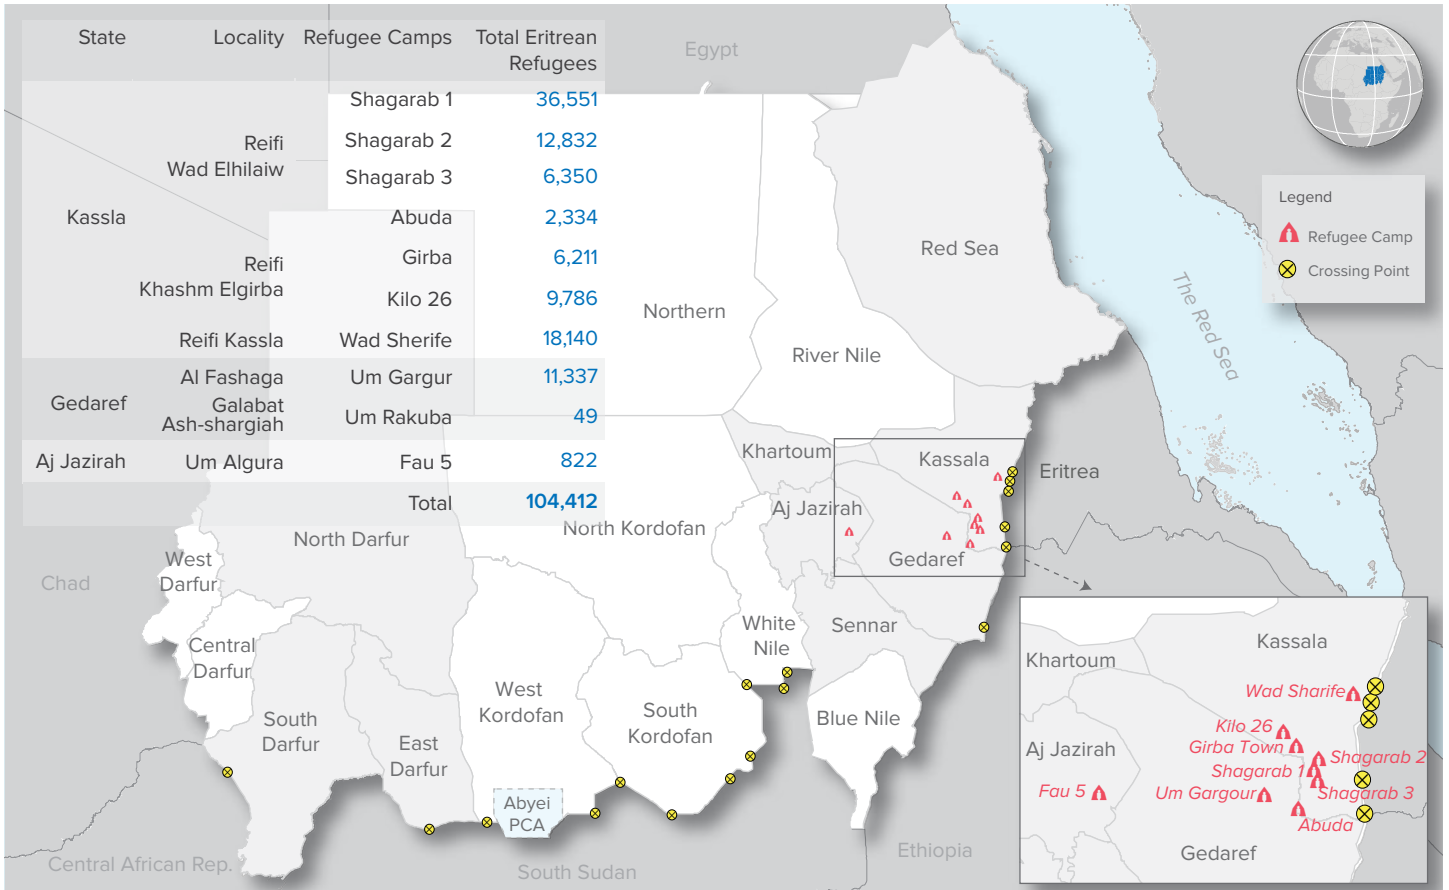 State Locality Refugee Camps Total Eritrean
Refugees
Shagarab 1 36,551
Reifi
Wad Elhilaiw
Shagarab 2 12,832
Shagarab 3 6,350
Kassla
Abuda 2,334
Reifi
Khashm Elgirba
Girba 6,211
Kilo 26 9,786
Reifi Kassla Wad Sherife 18,140
Gedaref
Al Fashaga Um Gargur 11,337
Galabat
Ash-shargiah
Um Rakuba 49
Aj Jazirah Um Algura Fau 5 822
Total 104,412
Egypt
Red Sea
The Red Sea
Northern
River Nile
Legend
Refugee Camp
Crossing Point
Khartoum
Kassala
Eritrea
Aj Jazirah
North Kordofan
North Darfur
Gedaref
West
Darfur
Chad
Central
Darfur
White
Nile
Sennar
West
Kordofan
South
Kordofan
Blue Nile
South
Darfur
East
Darfur
Abyei
PCA
Central African Rep.
South Sudan
Ethiopia
Kassala
Khartoum
Wad Sharife
Kilo 26
Girba Town
Aj Jazirah
Shagarab 2
Shagarab 1
Fau 5
Um Gargour
Shagarab 3
Abuda
Gedaref